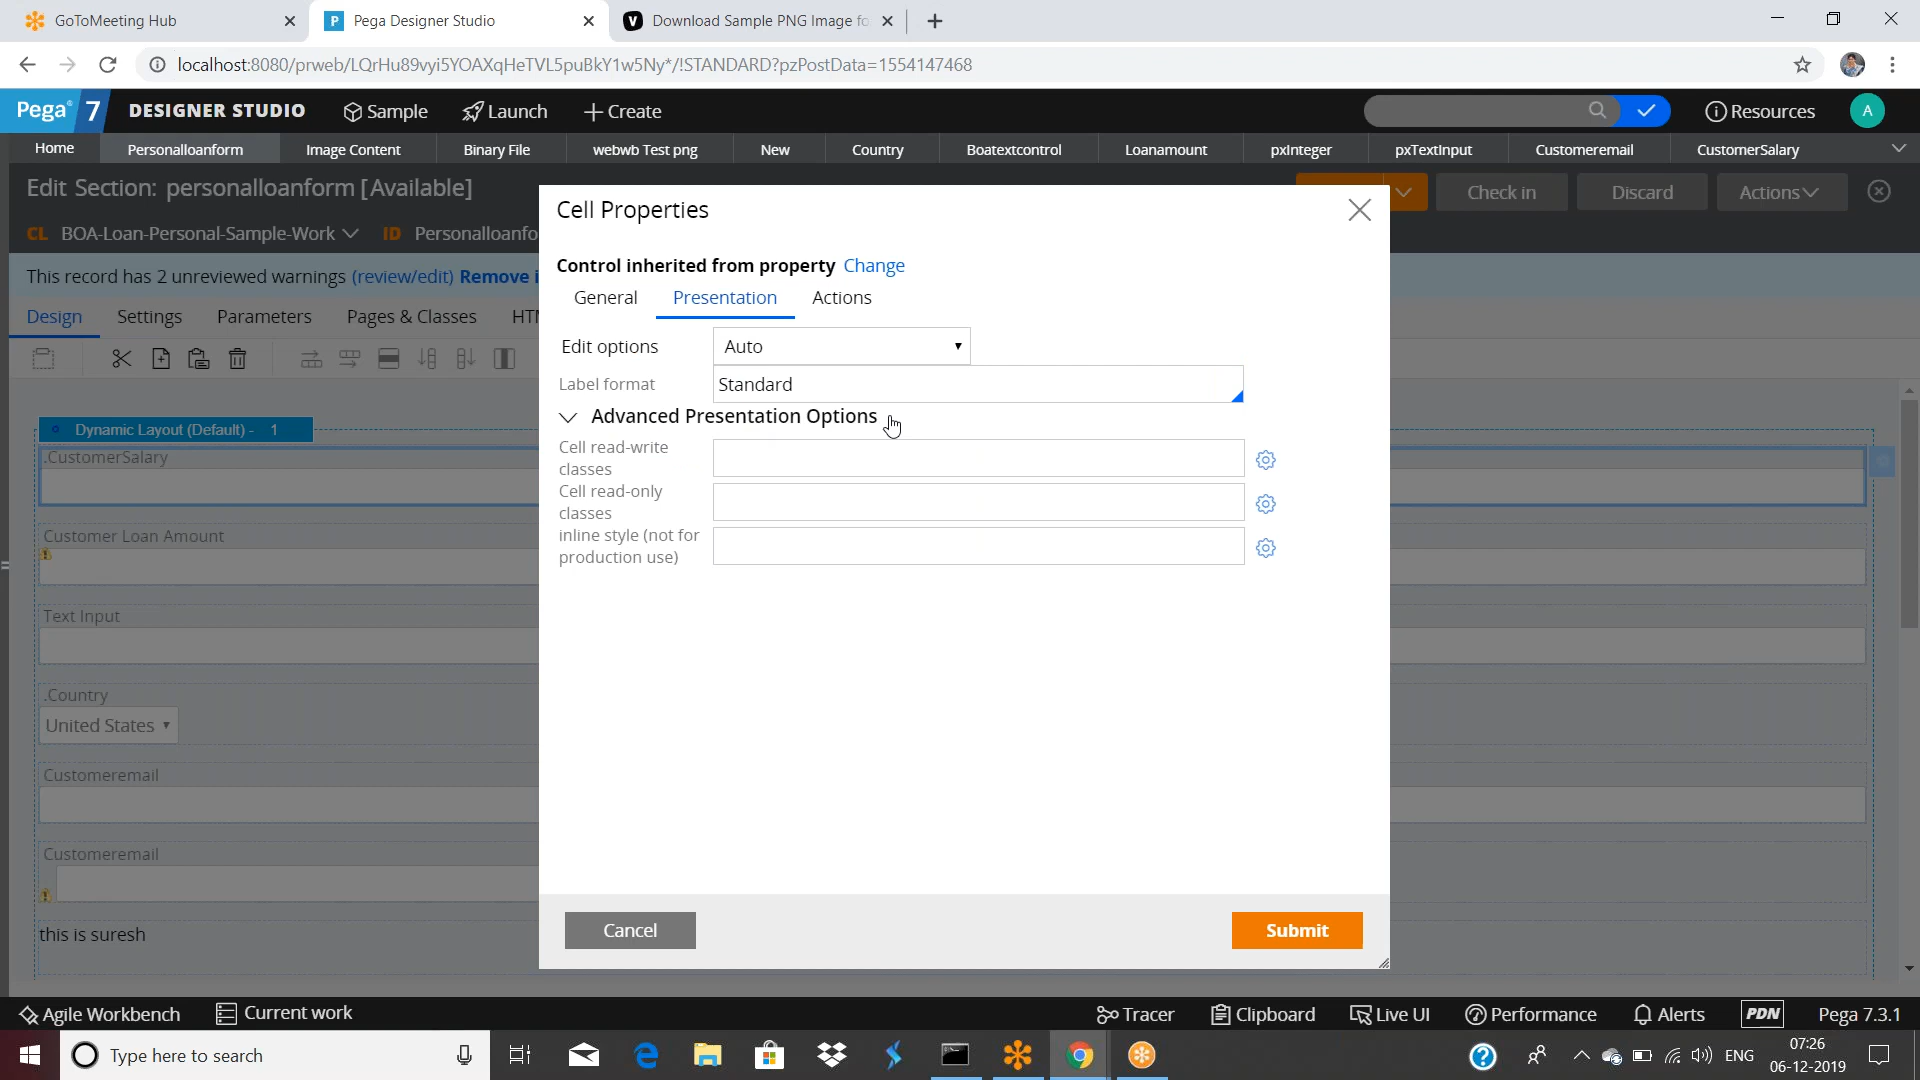 GoToMeeting Hub
Pega Designer Studio
Download Sample PNG Image fo
localhost:8080/prweb/LQrHu89vyi5YOAXqHeTVL5puBkY1w5Ny*/!STANDARD?pzPostData=1554147468
Pega 7 DESIGNER STUDIO Sample Launch Create Resources A
Home Personalloanform Image Content Binary File webwb Test png New Country Boatextcontrol Loanamount pxInteger pxTextInput Customeremail CustomerSalary
Edit Section: personalloanform [Available]
Check in Discard Actions
CL BOA-Loan-Personal-Sample-Work ID Personalloanfo
This record has 2 unreviewed warnings (review/edit) Remove i
Design Settings Parameters Pages & Classes HT
Dynamic Layout (Default) - 1
.CustomerSalary
Customer Loan Amount
Text Input
.Country
United States
Customeremail
Customeremail
this is suresh
Cell Properties
Control inherited from property Change
General Presentation Actions
Edit options Auto
Label format Standard
Advanced Presentation Options
Cell read-write
classes
Cell read-only
classes
inline style (not for
production use)
Cancel Submit
Agile Workbench Current work Tracer Clipboard Live UI Performance Alerts PDN Pega 7.3.1
Type here to search
ENG
07:26
06-12-2019